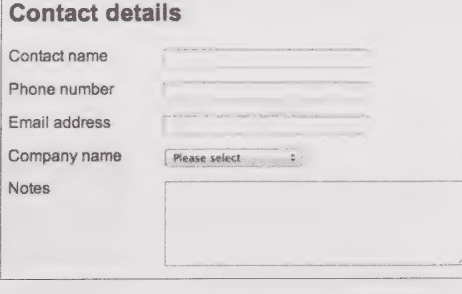 Contact details
Contact name
Phone number
Email address
Company name
Please select
Notes